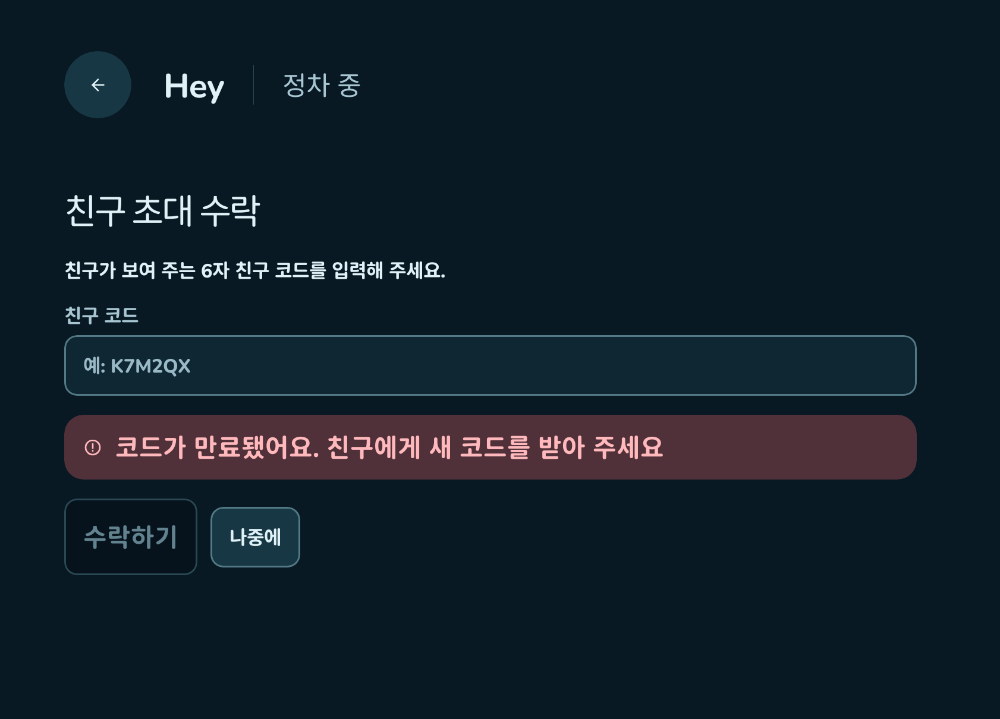 Hey
정차 중
친구 초대 수락
친구가 보여 주는 6자 친구 코드를 입력해 주세요.
친구 코드
예: K7M2QX
코드가 만료됐어요. 친구에게 새 코드를 받아 주세요
수락하기
나중에